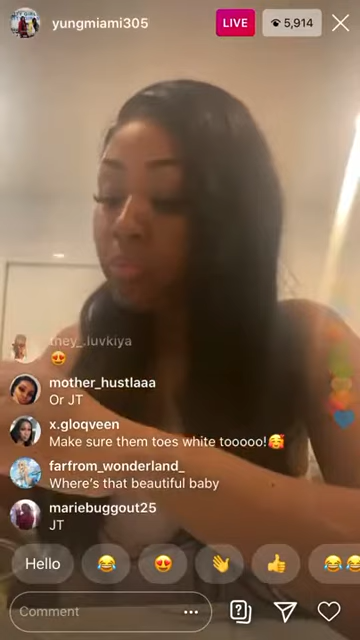 yungmiami305
LIVE
5,914
they_.luvkiya
😍
mother_hustlaaa
Or JT
x.gloqveen
Make sure them toes white tooooo!🥰
farfrom_wonderland_
Where's that beautiful baby
mariebuggout25
JT
Hello 😂 😍 👋 👍 😂😂
Comment